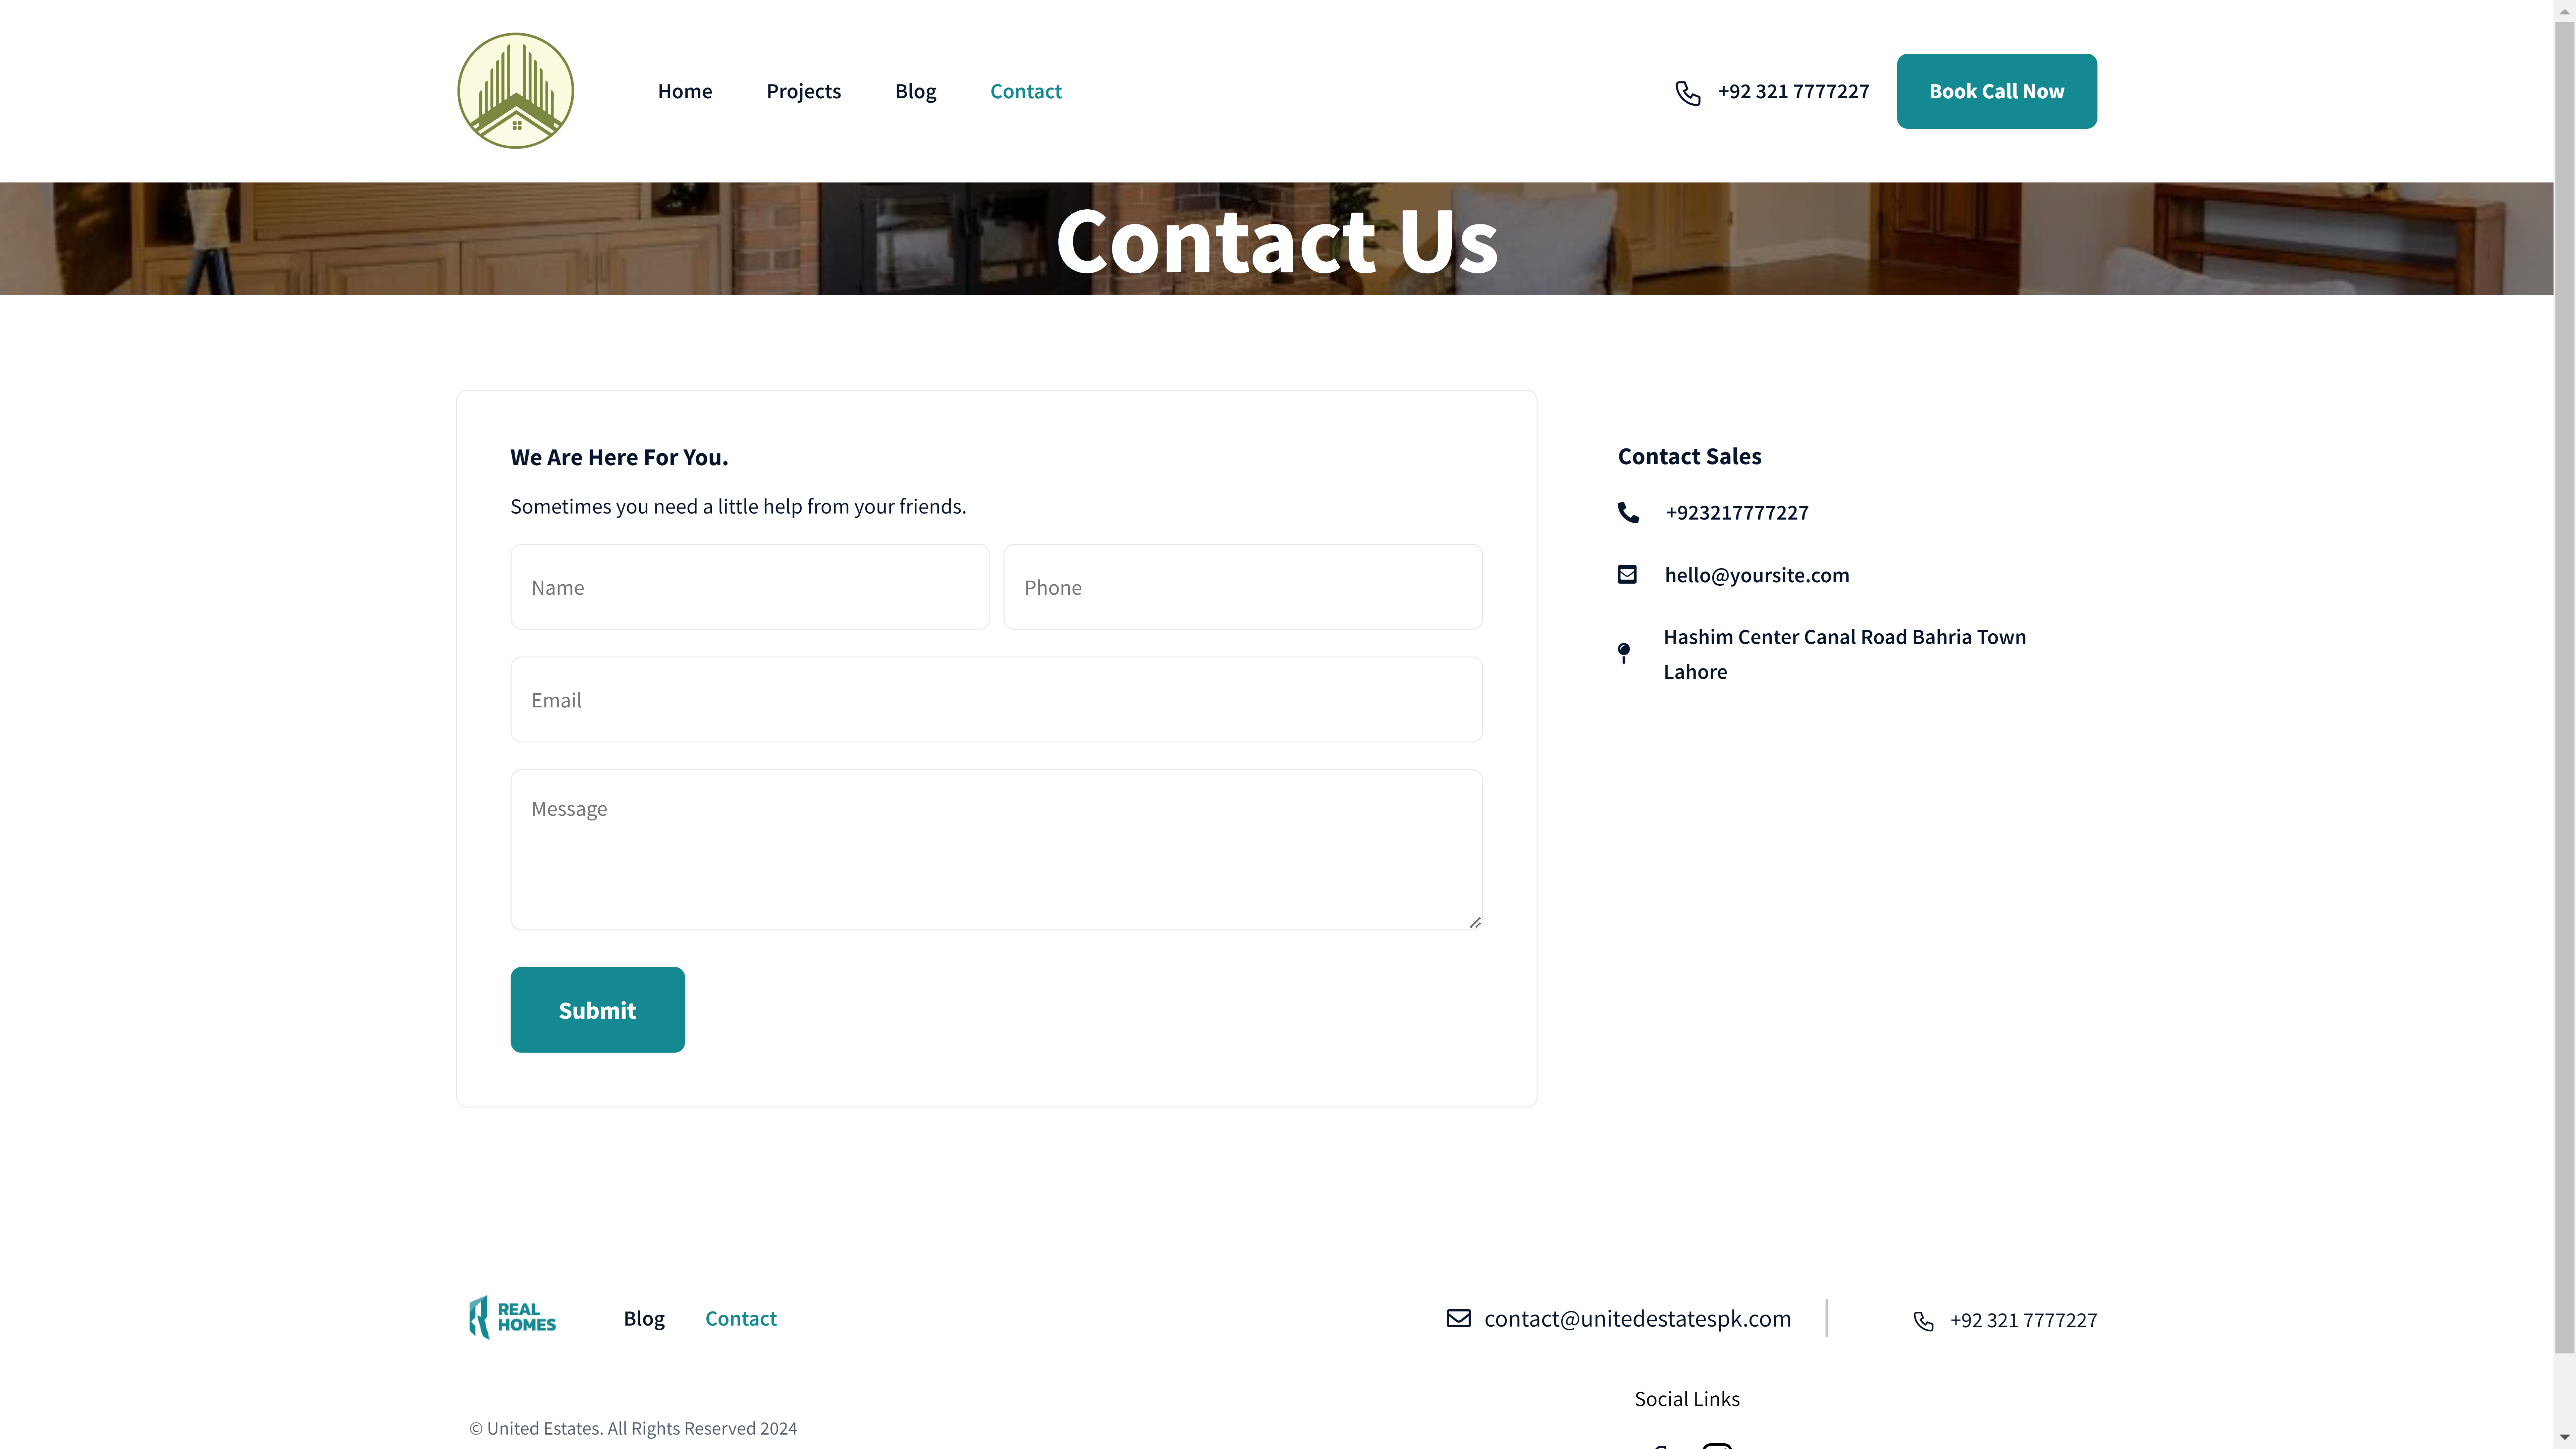 Home
Projects
Blog
Contact
+92 321 7777227
Book Call Now
Contact Us
We Are Here For You.
Sometimes you need a little help from your friends.
Name
Phone
Email
Message
Submit
Contact Sales
+923217777227
hello@yoursite.com
Hashim Center Canal Road Bahria Town
Lahore
REAL
HOMES
Blog
Contact
contact@unitedestatespk.com
+92 321 7777227
Social Links
© United Estates. All Rights Reserved 2024